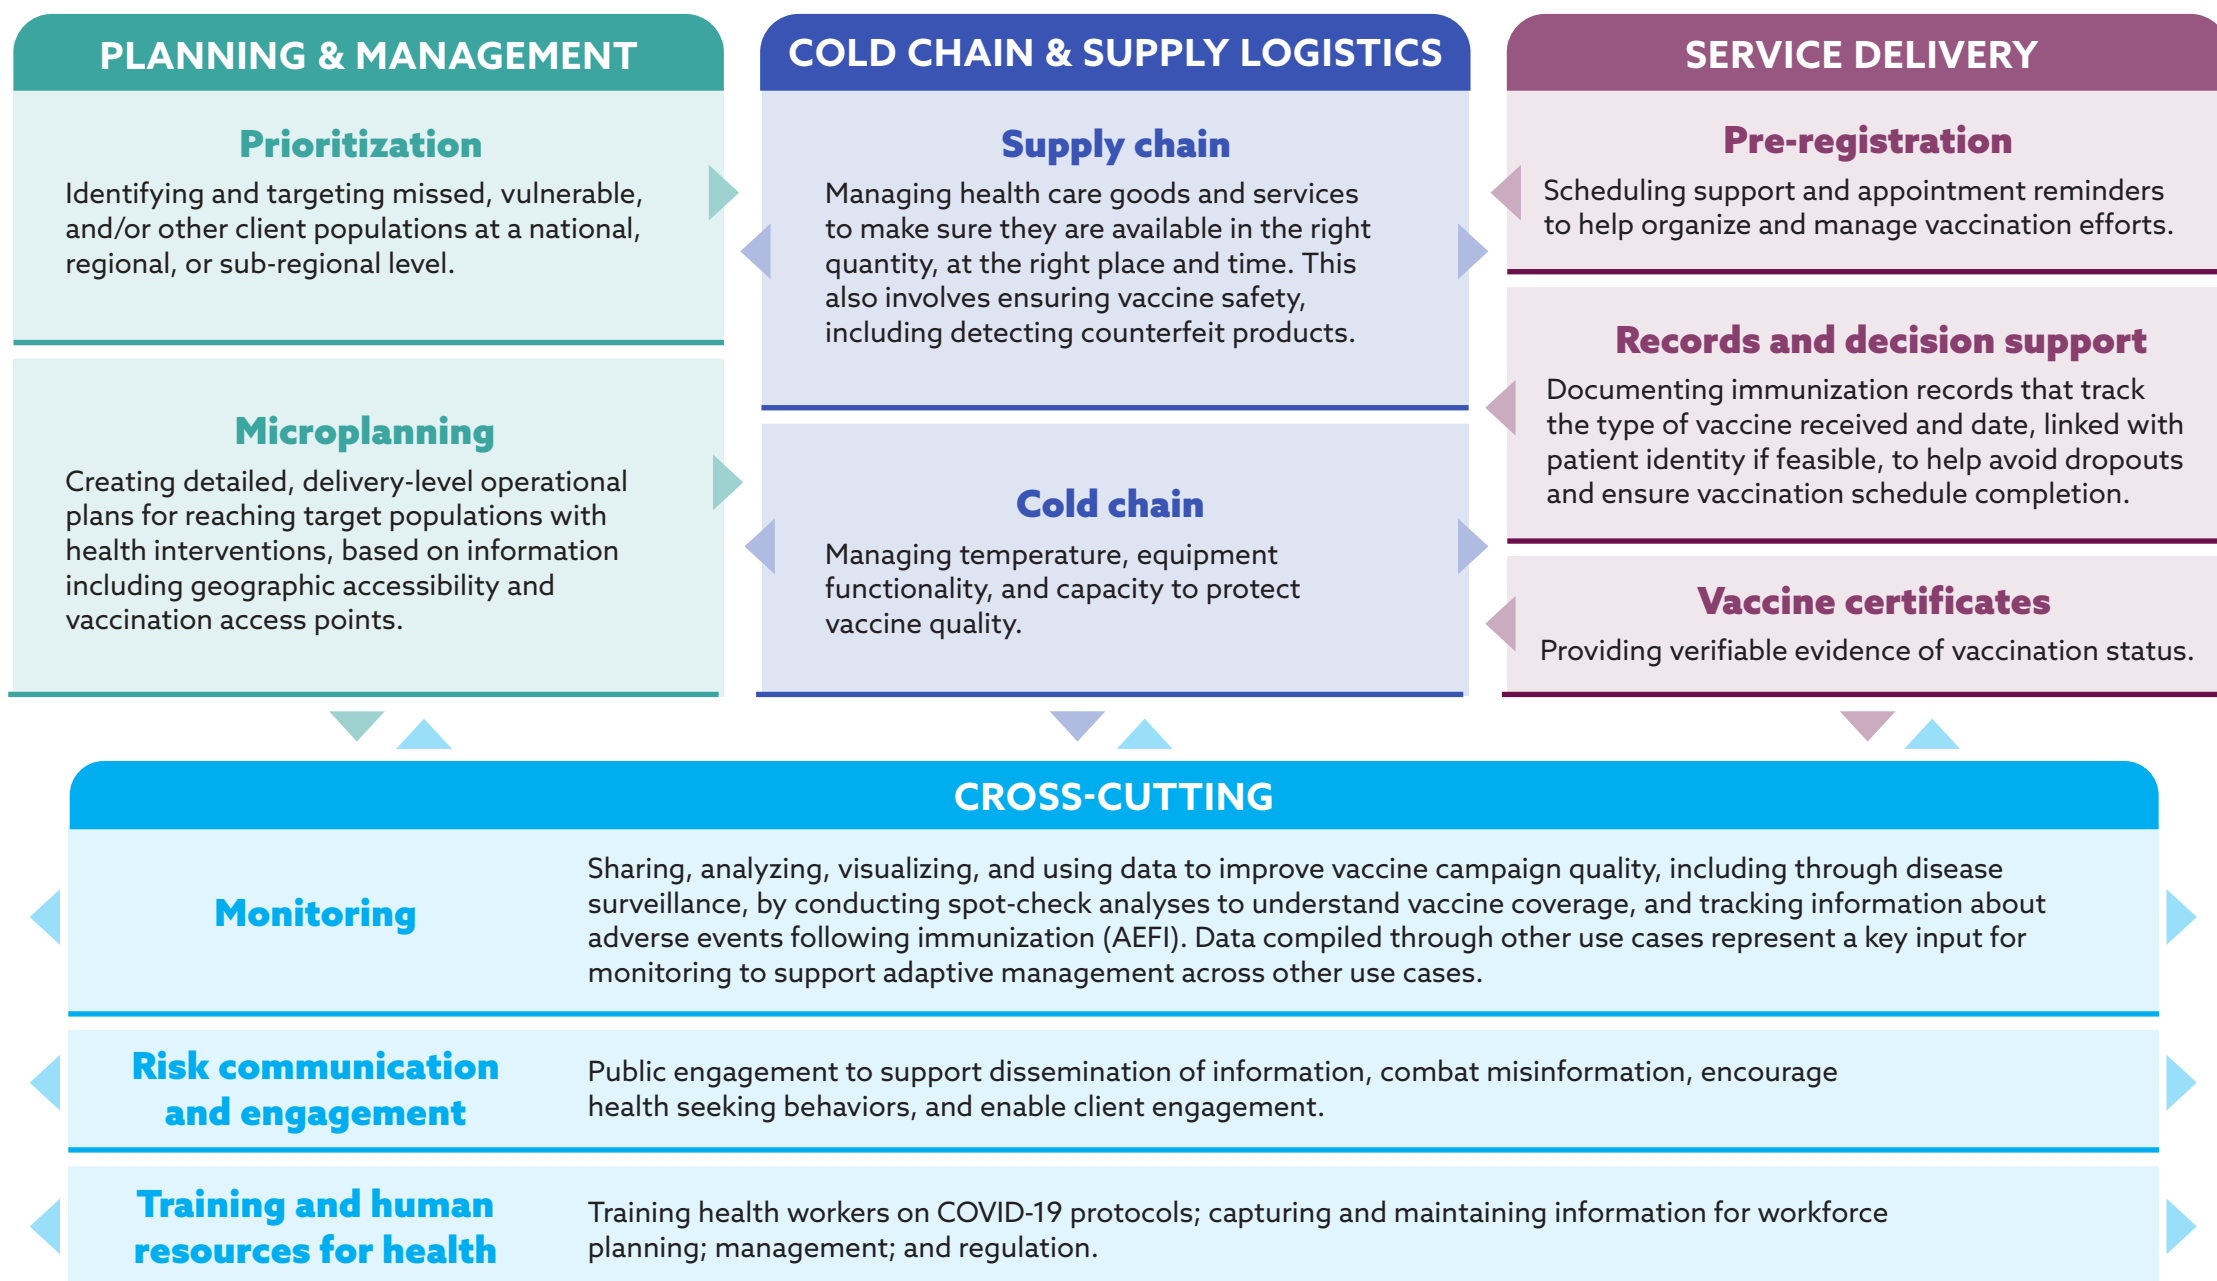 PLANNING & MANAGEMENT
Prioritization
Identifying and targeting missed, vulnerable,
and/or other client populations at a national,
regional, or sub-regional level.
Microplanning
Creating detailed, delivery-level operational
plans for reaching target populations with
health interventions, based on information
including geographic accessibility and
vaccination access points.
COLD CHAIN & SUPPLY LOGISTICS
Supply chain
Managing health care goods and services
to make sure they are available in the right
quantity, at the right place and time. This
also involves ensuring vaccine safety,
including detecting counterfeit products.
Cold chain
Managing temperature, equipment
functionality, and capacity to protect
vaccine quality.
SERVICE DELIVERY
Pre-registration
Scheduling support and appointment reminders
to help organize and manage vaccination efforts.
Records and decision support
Documenting immunization records that track
the type of vaccine received and date, linked with
patient identity if feasible, to help avoid dropouts
and ensure vaccination schedule completion.
Vaccine certificates
Providing verifiable evidence of vaccination status.
CROSS-CUTTING
Monitoring
Sharing, analyzing, visualizing, and using data to improve vaccine campaign quality, including through disease
surveillance, by conducting spot-check analyses to understand vaccine coverage, and tracking information about
adverse events following immunization (AEFI). Data compiled through other use cases represent a key input for
monitoring to support adaptive management across other use cases.
Risk communication
and engagement
Public engagement to support dissemination of information, combat misinformation, encourage
health seeking behaviors, and enable client engagement.
Training and human
resources for health
Training health workers on COVID-19 protocols; capturing and maintaining information for workforce
planning; management; and regulation.